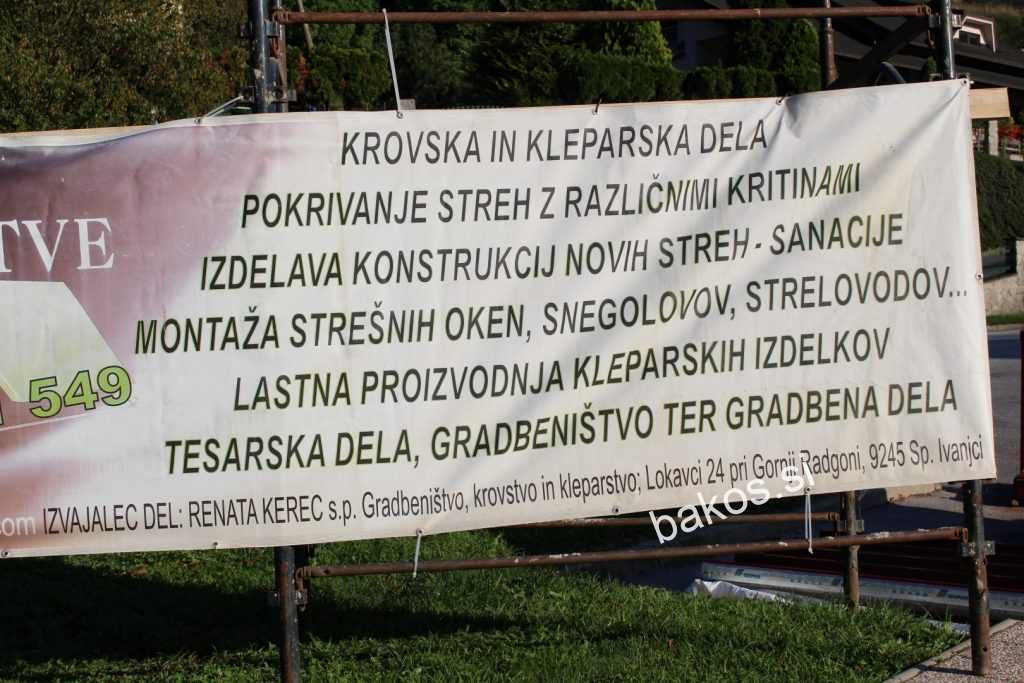 KROVSKA IN KLEPARSKA DELA
POKRIVANJE STREH Z RAZLIČNIMI KRITINAMI
TVE
IZDELAVA KONSTRUKCIJ NOVIH STREH - SANACIJE
MONTAŽA STREŠNIH OKEN, SNEGOLOVOV, STRELOVODOV...
549
LASTNA PROIZVODNJA KLEPARSKIH IZDELKOV
TESARSKA DELA, GRADBENIŠTVO TER GRADBENA DELA
com IZVAJALEC DEL: RENATA KEREC s.p. Gradbeništvo, krovstvo in kleparstvo; Lokavci 24 pri Gornji Radgoni, 9245 Sp. Ivanjci
bakos.si